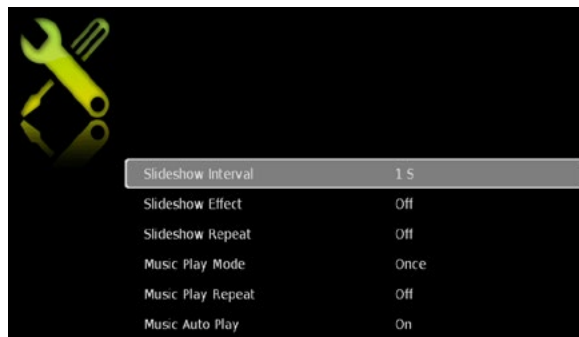 Slideshow Interval 1 S
Slideshow Effect Off
Slideshow Repeat Off
Music Play Mode Once
Music Play Repeat Off
Music Auto Play On